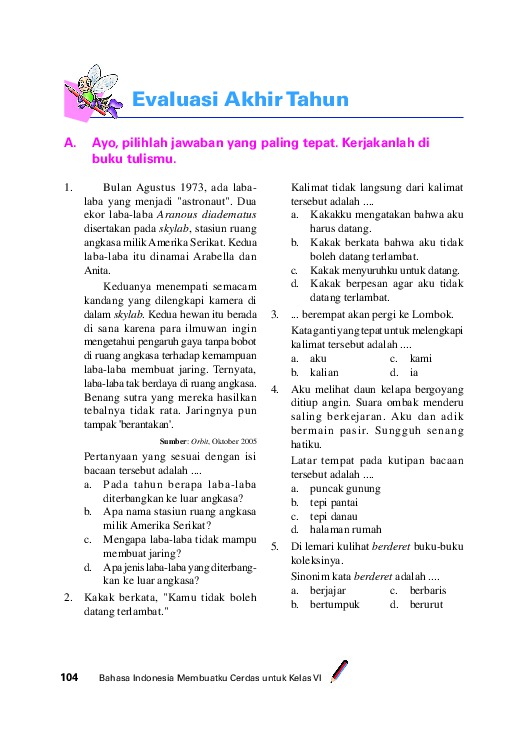 Evaluasi Akhir Tahun
A. Ayo, pilihlah jawaban yang paling tepat. Kerjakanlah di
buku tulismu.
1. Bulan Agustus 1973, ada laba-
laba yang menjadi "astronaut". Dua
ekor laba-laba Aranous diadematus
disertakan pada skylab, stasiun ruang
angkasa milik Amerika Serikat. Kedua
laba-laba itu dinamai Arabella dan
Anita.
Keduanya menempati semacam
kandang yang dilengkapi kamera di
dalam skylab. Kedua hewan itu berada
di sana karena para ilmuwan ingin
mengetahui pengaruh gaya tanpa bobot
di ruang angkasa terhadap kemampuan
laba-laba membuat jaring. Ternyata,
laba-laba tak berdaya di ruang angkasa.
Benang sutra yang mereka hasilkan
tebalnya tidak rata. Jaringnya pun
tampak 'berantakan'.
Sumber: Orbit, Oktober 2005
Pertanyaan yang sesuai dengan isi
bacaan tersebut adalah ....
a. Pada tahun berapa laba-laba
diterbangkan ke luar angkasa?
b. Apa nama stasiun ruang angkasa
milik Amerika Serikat?
c. Mengapa laba-laba tidak mampu
membuat jaring?
d. Apa jenis laba-laba yang diterbang-
kan ke luar angkasa?
2. Kakak berkata, "Kamu tidak boleh
datang terlambat."
Kalimat tidak langsung dari kalimat
tersebut adalah ....
a. Kakakku mengatakan bahwa aku
harus datang.
b. Kakak berkata bahwa aku tidak
boleh datang terlambat.
c. Kakak menyuruhku untuk datang.
d. Kakak berpesan agar aku tidak
datang terlambat.
3. ... berempat akan pergi ke Lombok.
Kata ganti yang tepat untuk melengkapi
kalimat tersebut adalah ....
a. aku c. kami
b. kalian d. ia
4. Aku melihat daun kelapa bergoyang
ditiup angin. Suara ombak menderu
saling berkejaran. Aku dan adik
bermain pasir. Sungguh senang
hatiku.
Latar tempat pada kutipan bacaan
tersebut adalah ....
a. puncak gunung
b. tepi pantai
c. tepi danau
d. halaman rumah
5. Di lemari kulihat berderet buku-buku
koleksinya.
Sinonim kata berderet adalah ....
a. berjajar c. berbaris
b. bertumpuk d. berurut
104 Bahasa Indonesia Membuatku Cerdas untuk Kelas VI